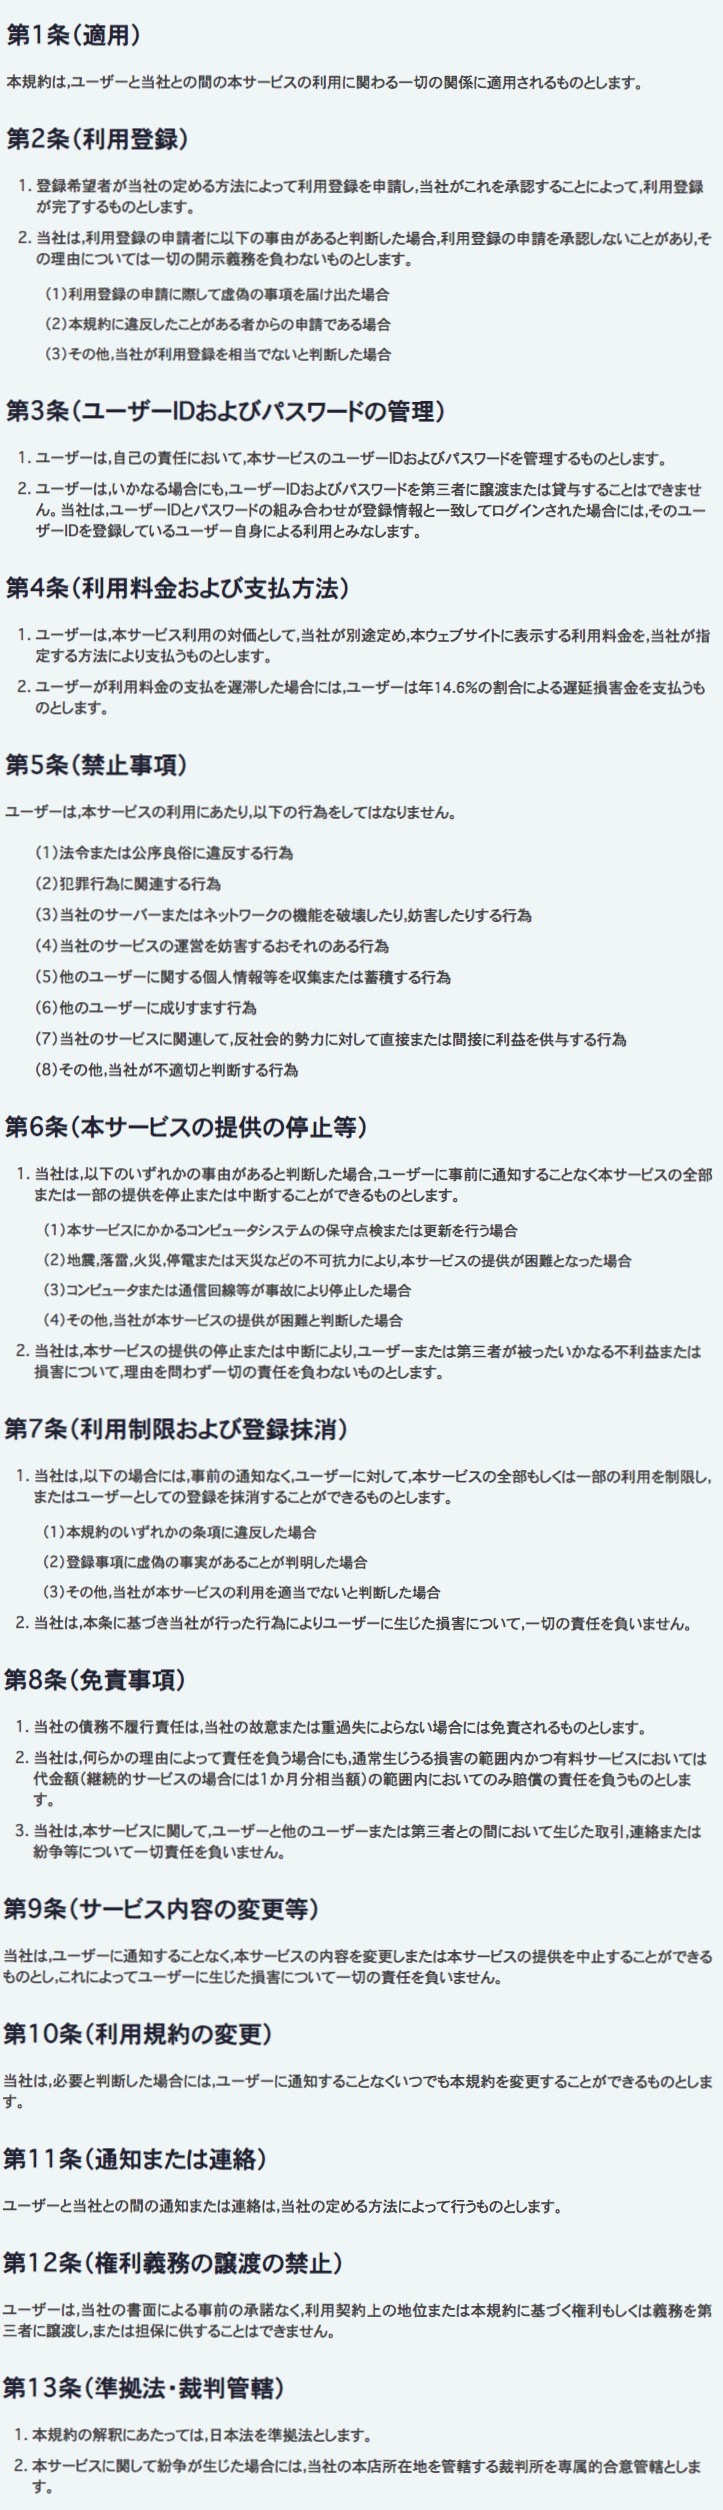 第1条（適用）
本規約は,ユーザーと当社との間の本サービスの利用に関わる一切の関係に適用されるものとします。
第2条（利用登録）
1. 登録希望者が当社の定める方法によって利用登録を申請し,当社がこれを承認することによって,利用登録
が完了するものとします。
2. 当社は,利用登録の申請者に以下の事由があると判断した場合,利用登録の申請を承認しないことがあり,そ
の理由については一切の開示義務を負わないものとします。
（1）利用登録の申請に際して虚偽の事項を届け出た場合
（2）本規約に違反したことがある者からの申請である場合
（3）その他,当社が利用登録を相当でないと判断した場合
第3条（ユーザーIDおよびパスワードの管理）
1. ユーザーは,自己の責任において,本サービスのユーザーIDおよびパスワードを管理するものとします。
2. ユーザーは,いかなる場合にも,ユーザーIDおよびパスワードを第三者に譲渡または貸与することはできませ
ん。当社は,ユーザーIDとパスワードの組み合わせが登録情報と一致してログインされた場合には,そのユー
ザーIDを登録しているユーザー自身による利用とみなします。
第4条（利用料金および支払方法）
1. ユーザーは,本サービス利用の対価として,当社が別途定め,本ウェブサイトに表示する利用料金を,当社が指
定する方法により支払うものとします。
2. ユーザーが利用料金の支払を遅滞した場合には,ユーザーは年14.6%の割合による遅延損害金を支払うも
のとします。
第5条（禁止事項）
ユーザーは,本サービスの利用にあたり,以下の行為をしてはなりません。
（1）法令または公序良俗に違反する行為
（2）犯罪行為に関連する行為
（3）当社のサーバーまたはネットワークの機能を破壊したり,妨害したりする行為
（4）当社のサービスの運営を妨害するおそれのある行為
（5）他のユーザーに関する個人情報等を収集または蓄積する行為
（6）他のユーザーに成りすます行為
（7）当社のサービスに関連して,反社会的勢力に対して直接または間接に利益を供与する行為
（8）その他,当社が不適切と判断する行為
第6条（本サービスの提供の停止等）
1. 当社は,以下のいずれかの事由があると判断した場合,ユーザーに事前に通知することなく本サービスの全部
または一部の提供を停止または中断することができるものとします。
（1）本サービスにかかるコンピュータシステムの保守点検または更新を行う場合
（2）地震,落雷,火災,停電または天災などの不可抗力により,本サービスの提供が困難となった場合
（3）コンピュータまたは通信回線等が事故により停止した場合
（4）その他,当社が本サービスの提供が困難と判断した場合
2. 当社は,本サービスの提供の停止または中断により,ユーザーまたは第三者が被ったいかなる不利益または
損害について,理由を問わず一切の責任を負わないものとします。
第7条（利用制限および登録抹消）
1. 当社は,以下の場合には,事前の通知なく,ユーザーに対して,本サービスの全部もしくは一部の利用を制限し,
またはユーザーとしての登録を抹消することができるものとします。
（1）本規約のいずれかの条項に違反した場合
（2）登録事項に虚偽の事実があることが判明した場合
（3）その他,当社が本サービスの利用を適当でないと判断した場合
2. 当社は,本条に基づき当社が行った行為によりユーザーに生じた損害について,一切の責任を負いません。
第8条（免責事項）
1. 当社の債務不履行責任は,当社の故意または重過失によらない場合には免責されるものとします。
2. 当社は,何らかの理由によって責任を負う場合にも,通常生じうる損害の範囲内かつ有料サービスにおいては
代金額（継続的サービスの場合には1か月分相当額）の範囲内においてのみ賠償の責任を負うものとしま
す。
3. 当社は,本サービスに関して,ユーザーと他のユーザーまたは第三者との間において生じた取引,連絡または
紛争等について一切責任を負いません。
第9条（サービス内容の変更等）
当社は,ユーザーに通知することなく,本サービスの内容を変更しまたは本サービスの提供を中止することができる
ものとし,これによってユーザーに生じた損害について一切の責任を負いません。
第10条（利用規約の変更）
当社は,必要と判断した場合には,ユーザーに通知することなくいつでも本規約を変更することができるものとしま
す。
第11条（通知または連絡）
ユーザーと当社との間の通知または連絡は,当社の定める方法によって行うものとします。
第12条（権利義務の譲渡の禁止）
ユーザーは,当社の書面による事前の承諾なく,利用契約上の地位または本規約に基づく権利もしくは義務を第
三者に譲渡し,または担保に供することはできません。
第13条（準拠法・裁判管轄）
1. 本規約の解釈にあたっては,日本法を準拠法とします。
2. 本サービスに関して紛争が生じた場合には,当社の本店所在地を管轄する裁判所を専属的合意管轄としま
す。